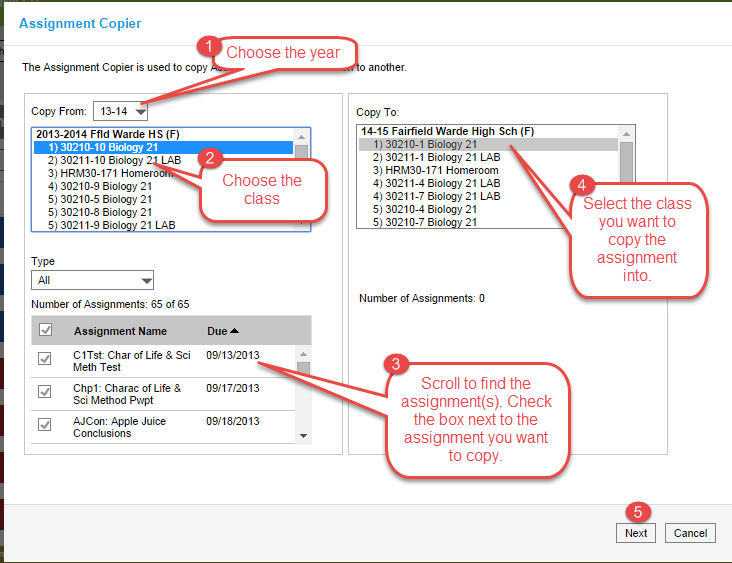 Assignment Copier
1 Choose the year
The Assignment Copier is used to copy As to another.
Copy From: 13-14
2013-2014 Ffld Warde HS (F)
1) 30210-10 Biology 21
2) 30211-10 Biology 21 LAB
3) HRM30-171 Homeroom
4) 30210-9 Biology 21
5) 30210-5 Biology 21
5) 30210-8 Biology 21
5) 30211-9 Biology 21 LAB
2 Choose the
class
Type
All
Number of Assignments: 65 of 65
Assignment Name Due
C1Tst: Char of Life & Sci
Meth Test
09/13/2013
Chp1: Charac of Life &
Sci Method Pwpt
09/17/2013
AJCon: Apple Juice
Conclusions
09/18/2013
3 Scroll to find the
assignment(s). Check
the box next to the
assignment you want
to copy.
Copy To:
14-15 Fairfield Warde High Sch (F)
1) 30210-1 Biology 21
2) 30211-1 Biology 21 LAB
3) HRM30-171 Homeroom
4) 30211-4 Biology 21 LAB
4) 30211-7 Biology 21 LAB
5) 30210-4 Biology 21
5) 30210-7 Biology 21
4 Select the class
you want to
copy the
assignment
into.
Number of Assignments: 0
5
Next Cancel